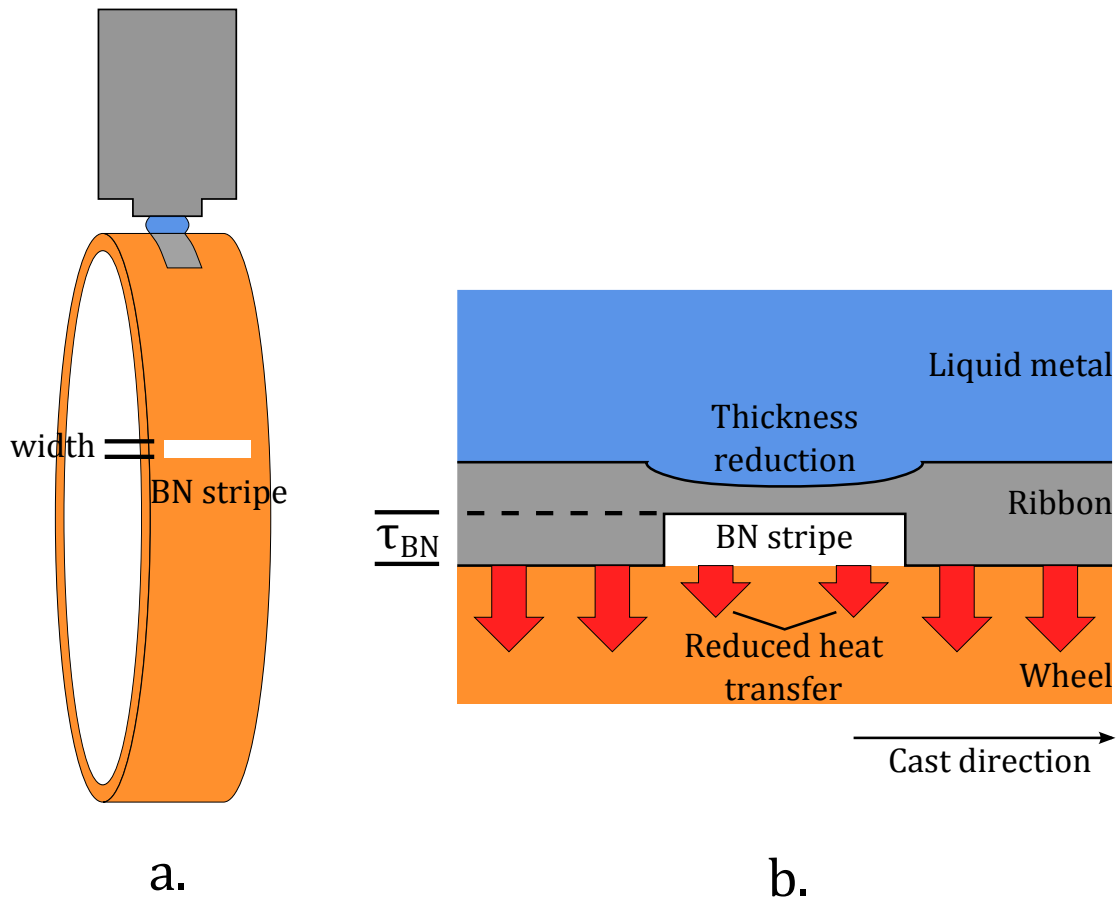 width
BN stripe
a.
Liquid metal
Thickness
reduction
Ribbon
τBN
BN stripe
Reduced heat
transfer
Wheel
Cast direction
b.